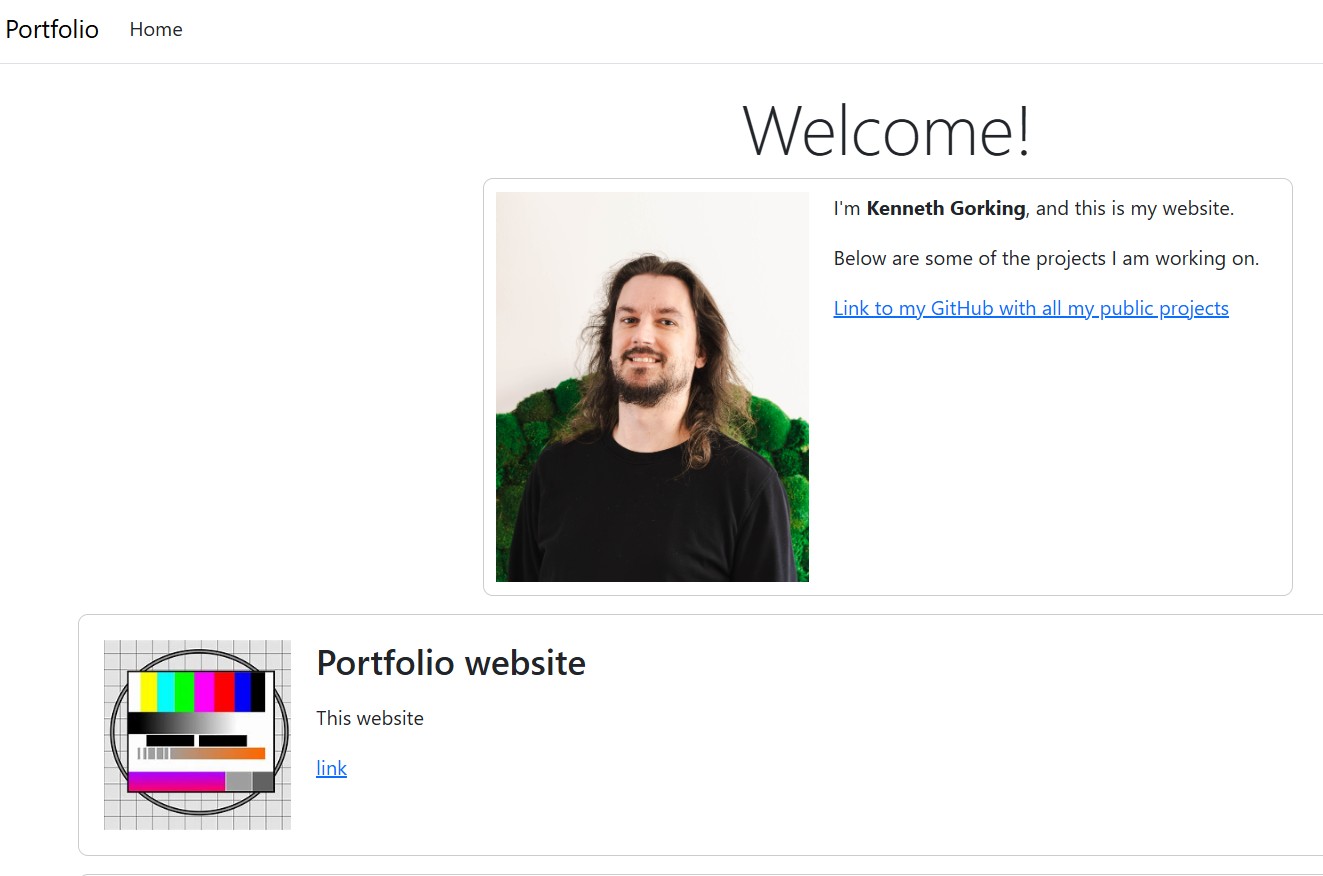 Portfolio Home
Welcome!
I'm Kenneth Gorking, and this is my website.
Below are some of the projects I am working on.
Link to my GitHub with all my public projects
Portfolio website
This website
link